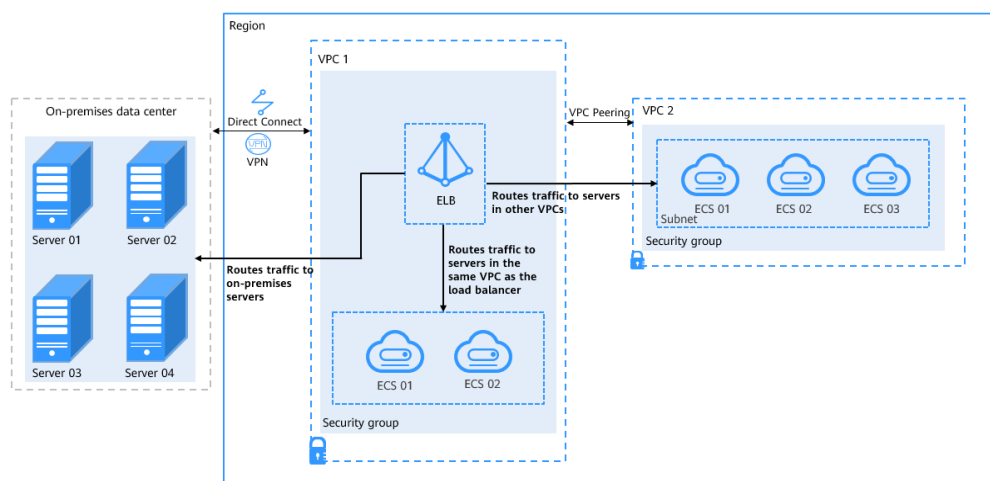 Region
VPC 1
On-premises data center
Direct Connect
VPN
VPN
VPC Peering
VPC 2
ELB
Routes traffic to servers
in other VPCs
ECS 01
ECS 02
ECS 03
Subnet
Security group
Server 01
Server 02
Routes traffic to
on-premises
servers
Routes traffic to
servers in the
same VPC as the
load balancer
Server 03
Server 04
ECS 01
ECS 02
Security group